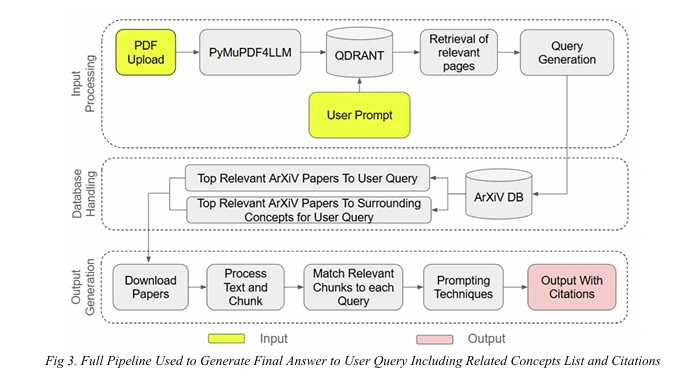 Input
Processing
PDF
Upload
PyMuPDF4LLM
QDRANT
Retrieval of
relevant
pages
Query
Generation
User Prompt
Database
Handling
Top Relevant ArXiV Papers To User Query
Top Relevant ArXiV Papers To Surrounding
Concepts for User Query
ArXiV DB
Output
Generation
Download
Papers
Process
Text and
Chunk
Match Relevant
Chunks to each
Query
Prompting
Techniques
Output With
Citations
Input
Output
Fig 3. Full Pipeline Used to Generate Final Answer to User Query Including Related Concepts List and Citations